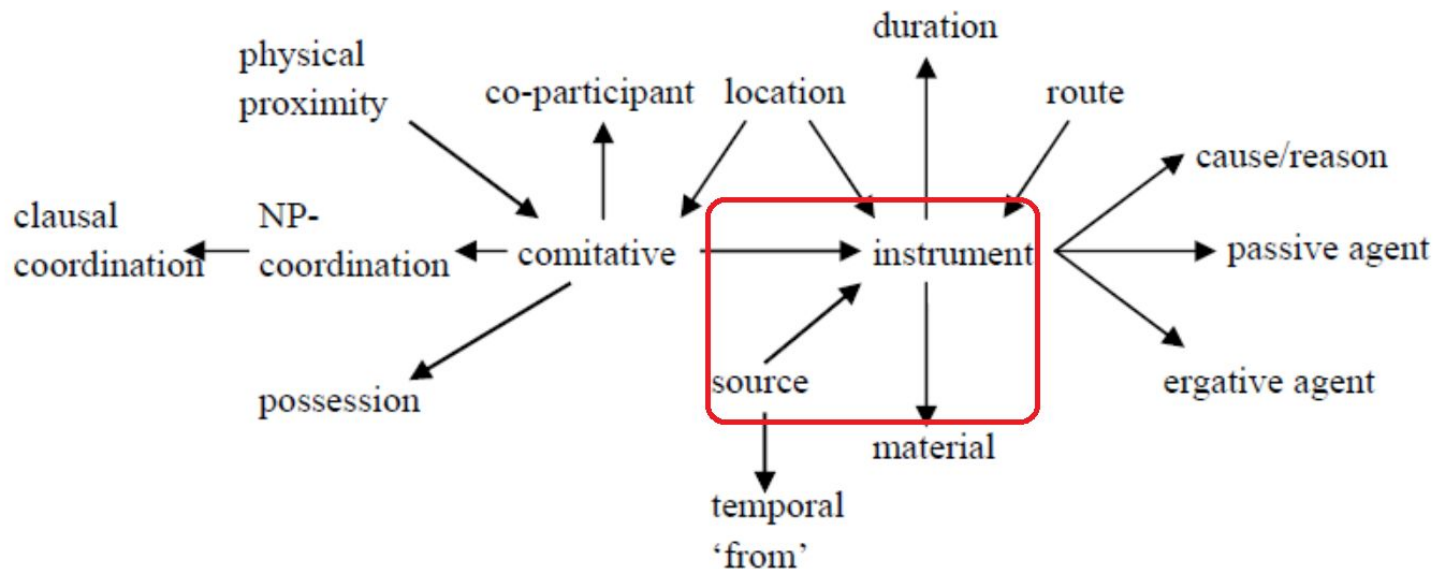 duration
physical
proximity
co-participant
location
route
cause/reason
clausal
coordination
NP-
coordination
comitative
instrument
passive agent
source
ergative agent
possession
material
temporal
‘from’